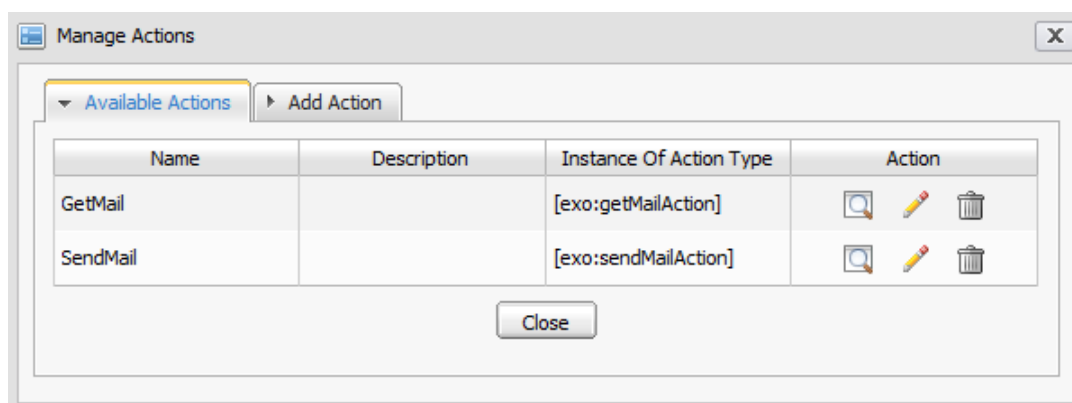 Manage Actions
Available Actions Add Action
Name Description Instance Of Action Type Action
GetMail [exo:getMailAction]
SendMail [exo:sendMailAction]
Close